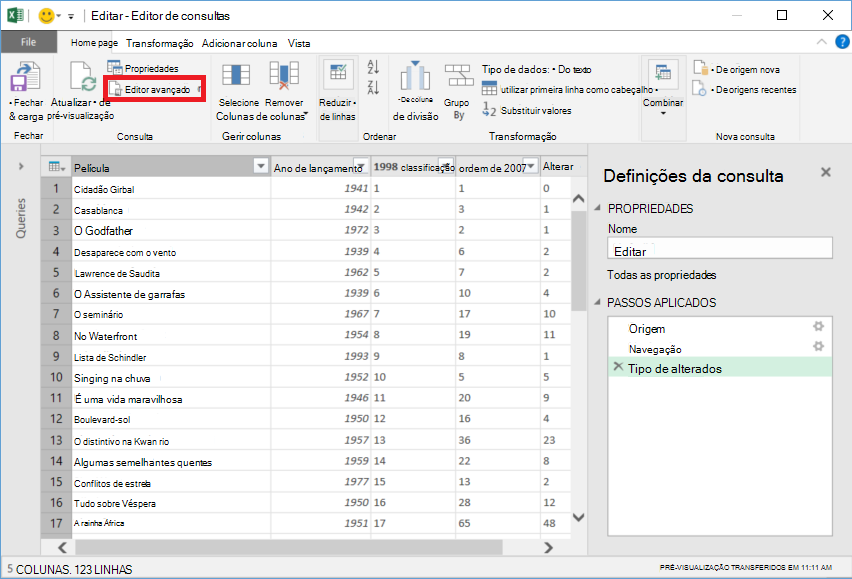 Editar - Editor de consultas
File Home page Transformação Adicionar coluna Vista
Fechar & carga
Atualizar de pré-visualização
Propriedades
Editor avançado
Selecione Colunas
Remover de colunas
Reduzir de linhas
De coluna de divisão
Grupo By
Tipo de dados: • Do texto
utilizar primeira linha como cabeçalho
Substituir valores
Combinar
De origem nova
De origens recentes
Fechar Consulta Gerir colunas Ordenar Transformação Nova consulta
Queries
Película Ano de lançamento 1998 classificação ordem de 2007 Alterar
1 Cidadão Girbal 1941 1 1 0
2 Casablanca 1942 2 3 1
3 O Godfather 1972 3 2 1
4 Desaparece com o vento 1939 4 6 2
5 Lawrence de Saudita 1962 5 7 2
6 O Assistente de garrafas 1939 6 10 4
7 O seminário 1967 7 17 10
8 No Waterfront 1954 8 19 11
9 Lista de Schindler 1993 9 8 1
10 Singing na chuva 1952 10 5 5
11 É uma vida maravilhosa 1946 11 20 9
12 Boulevard-sol 1950 12 16 4
13 O distintivo na Kwan rio 1957 13 36 23
14 Algumas semelhantes quentes 1959 14 22 8
15 Conflitos de estrela 1977 15 13 2
16 Tudo sobre Véspera 1950 16 28 12
17 A rainha África 1951 17 65 48
Definições da consulta
PROPRIEDADES
Nome
Editar
Todas as propriedades
PASSOS APLICADOS
Origem
Navegação
Tipo de alterados
5 COLUNAS. 123 LINHAS
PRÉ-VISUALIZAÇÃO TRANSFERIDOS EM 11:11 AM